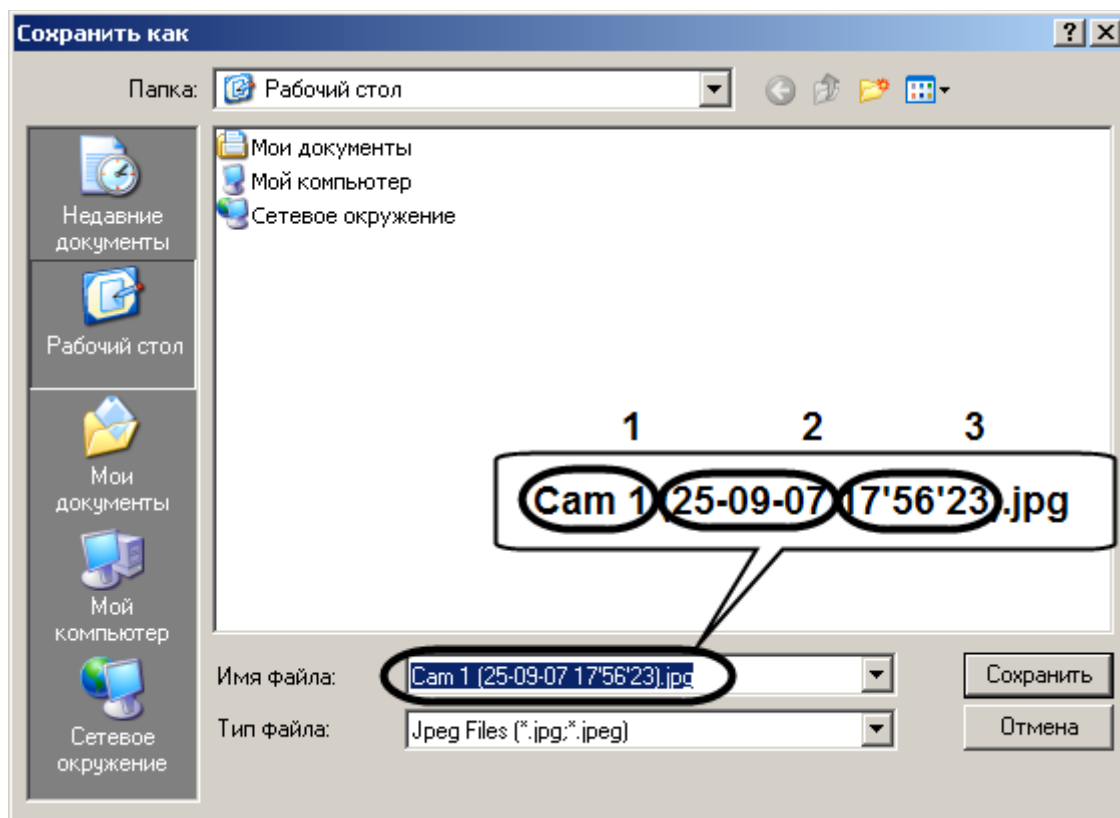 Сохранить как
Папка:
Рабочий стол
Недавние
документы
Рабочий стол
Мои
документы
Мой
компьютер
Сетевое
окружение
Мои документы
Мой компьютер
Сетевое окружение
1 2 3
Cam 1 (25-09-07 17'56'23).jpg
Имя файла:
Cam 1 (25-09-07 17'56'23).jpg
Сохранить
Тип файла:
Jpeg Files (*.jpg;*.jpeg)
Отмена